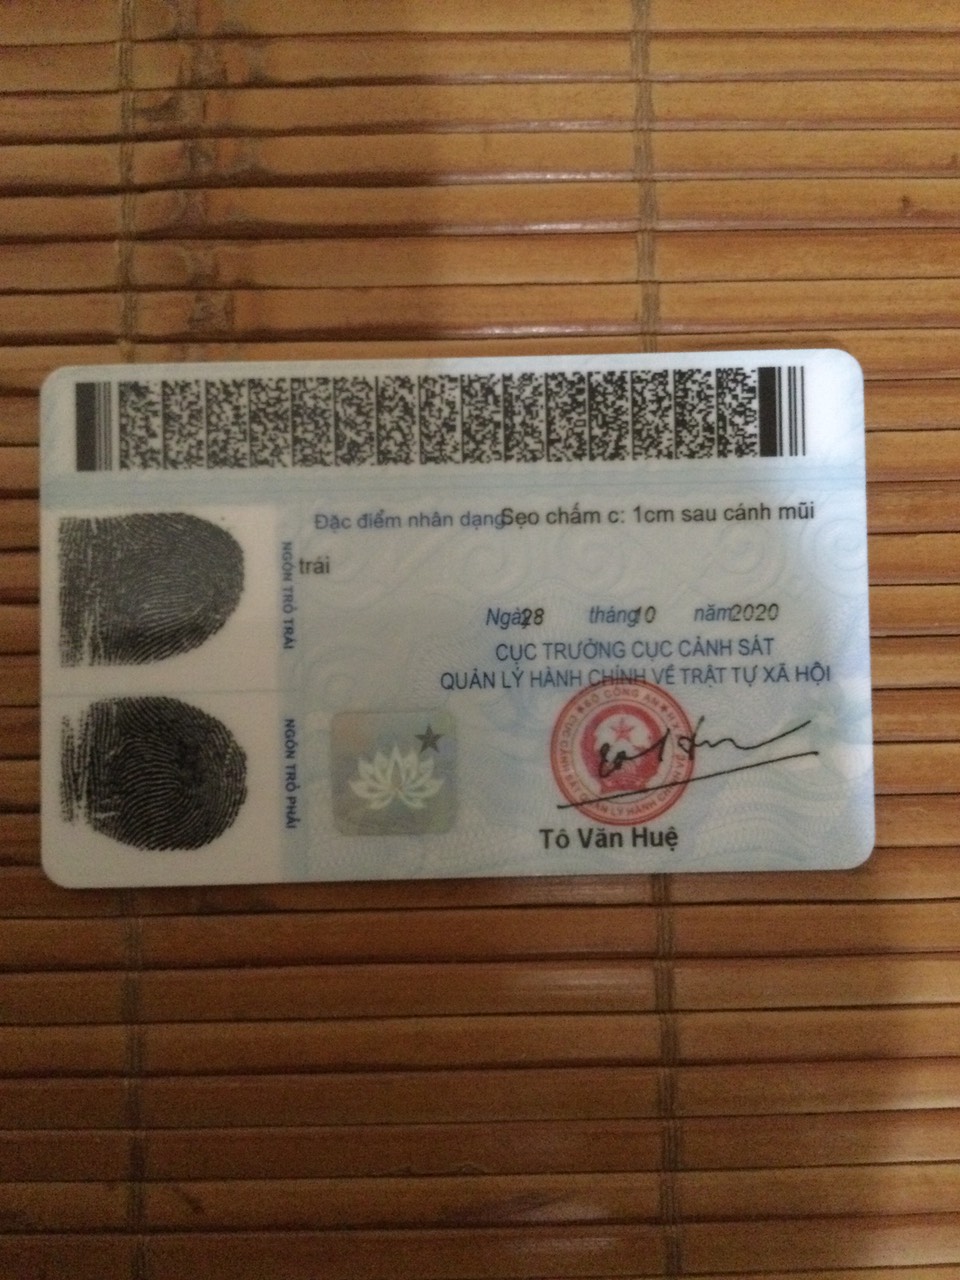 Đặc điểm nhân dạng Sẹo chấm c: 1cm sau cánh mũi
trái
Ngày 28 tháng 10 năm 2020
CỤC TRƯỞNG CỤC CẢNH SÁT
QUẢN LÝ HÀNH CHÍNH VỀ TRẬT TỰ XÃ HỘI
BỘ CÔNG AN
Tô Văn Huệ
NGÓN TRỎ TRÁI
NGÓN TRỎ PHẢI